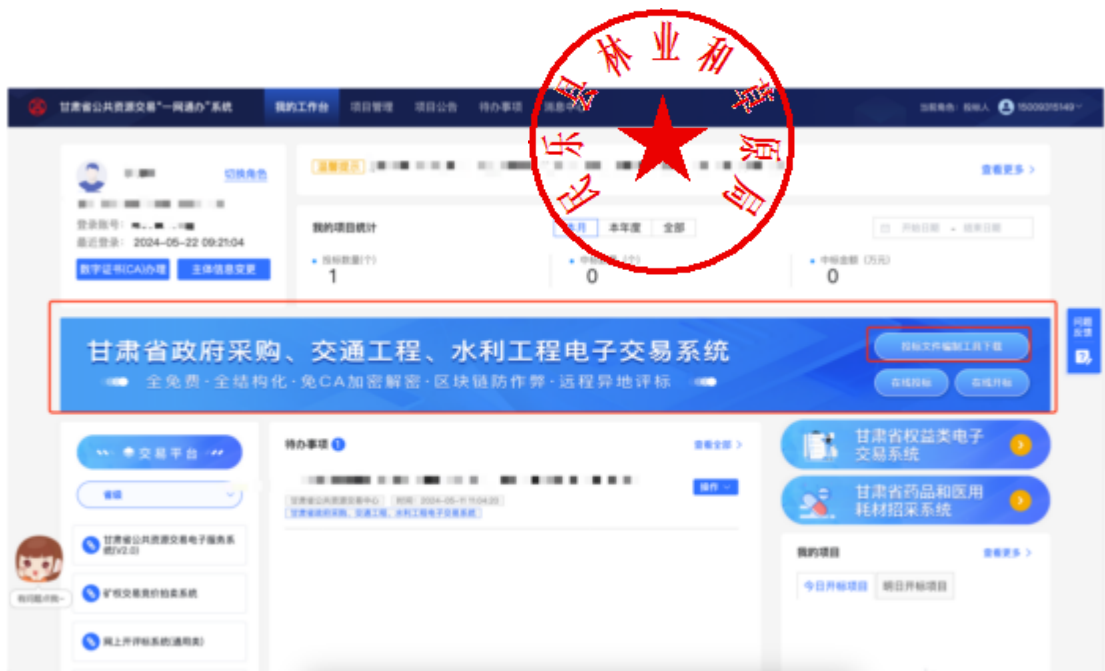 民乐县林业和草原局
甘肃省公共资源交易“一网通办”系统 我的工作台 项目管理 项目公告 待办事项 当前角色：投标人 15009315149
切换角色
温馨提示
查看更多 >
登录账号：
最近登录： 2024-05-22 09:21:04
数字证书(CA)办理 主体信息变更
我的项目统计 本月 本年度 全部 开始日期 - 结束日期
投标数量(个)
1
中标数量（个）
0
中标金额（万元）
0
问题反馈
甘肃省政府采购、交通工程、水利工程电子交易系统
全免费·全结构化·免CA加密解密·区块链防作弊·远程异地评标
投标文件编制工具下载
在线投标 在线开标
交易平台
省级
甘肃省公共资源交易电子服务系
统(V2.0)
矿权交易竞价拍卖系统
网上开评标系统(通用类)
有问题点我~
待办事项 1 查看全部 >
操作
甘肃省公共资源交易中心 时间：2024-05-11 11:04:20
甘肃省政府采购、交通工程、水利工程电子交易系统
甘肃省权益类电子
交易系统
甘肃省药品和医用
耗材招采系统
我的项目 查看更多 >
今日开标项目 明日开标项目